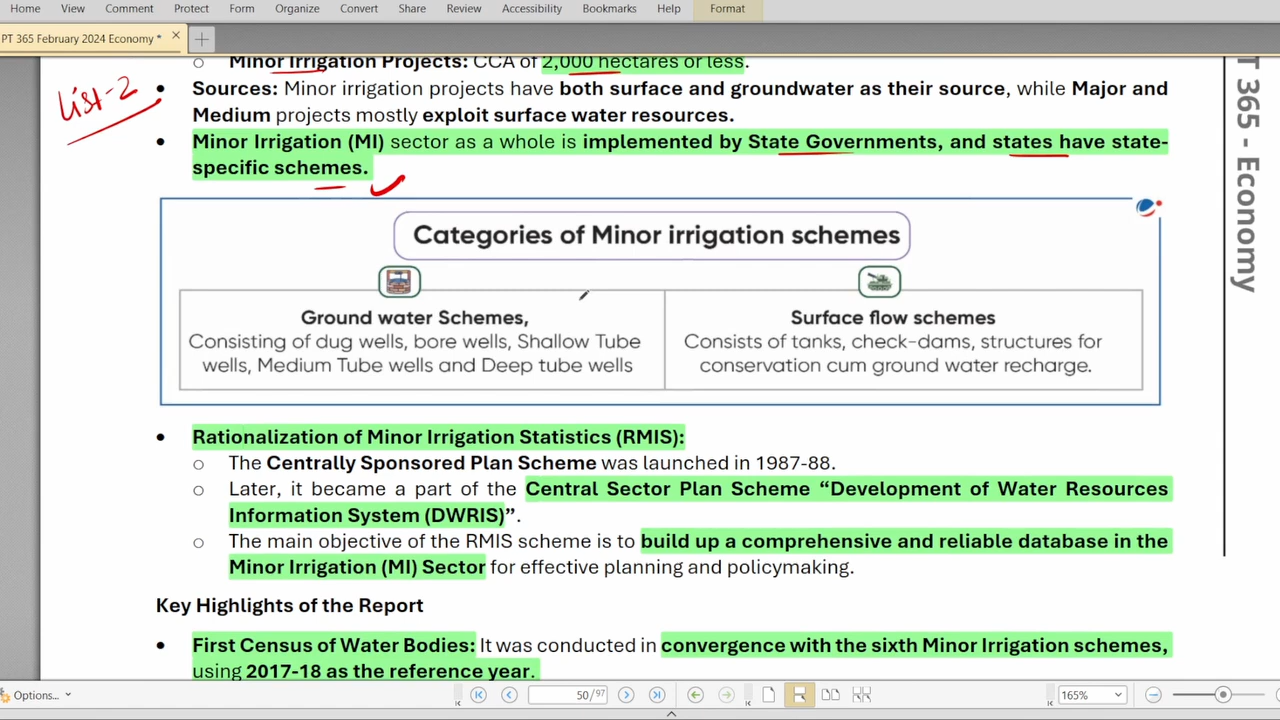 Home View Comment Protect Form Organize Convert Share Review Accessibility Bookmarks Help Format
PT 365 February 2024 Economy *
○ Minor Irrigation Projects: CCA of 2,000 hectares or less.
List-2
• Sources: Minor irrigation projects have both surface and groundwater as their source, while Major and
Medium projects mostly exploit surface water resources.
• Minor Irrigation (MI) sector as a whole is implemented by State Governments, and states have state-
specific schemes.
Categories of Minor irrigation schemes
Ground water Schemes,
Consisting of dug wells, bore wells, Shallow Tube
wells, Medium Tube wells and Deep tube wells
Surface flow schemes
Consists of tanks, check-dams, structures for
conservation cum ground water recharge.
• Rationalization of Minor Irrigation Statistics (RMIS):
○ The Centrally Sponsored Plan Scheme was launched in 1987-88.
○ Later, it became a part of the Central Sector Plan Scheme “Development of Water Resources
Information System (DWRIS)”.
○ The main objective of the RMIS scheme is to build up a comprehensive and reliable database in the
Minor Irrigation (MI) Sector for effective planning and policymaking.
Key Highlights of the Report
• First Census of Water Bodies: It was conducted in convergence with the sixth Minor Irrigation schemes,
using 2017-18 as the reference year.
PT 365 - Economy
Options...
50 / 97
165%